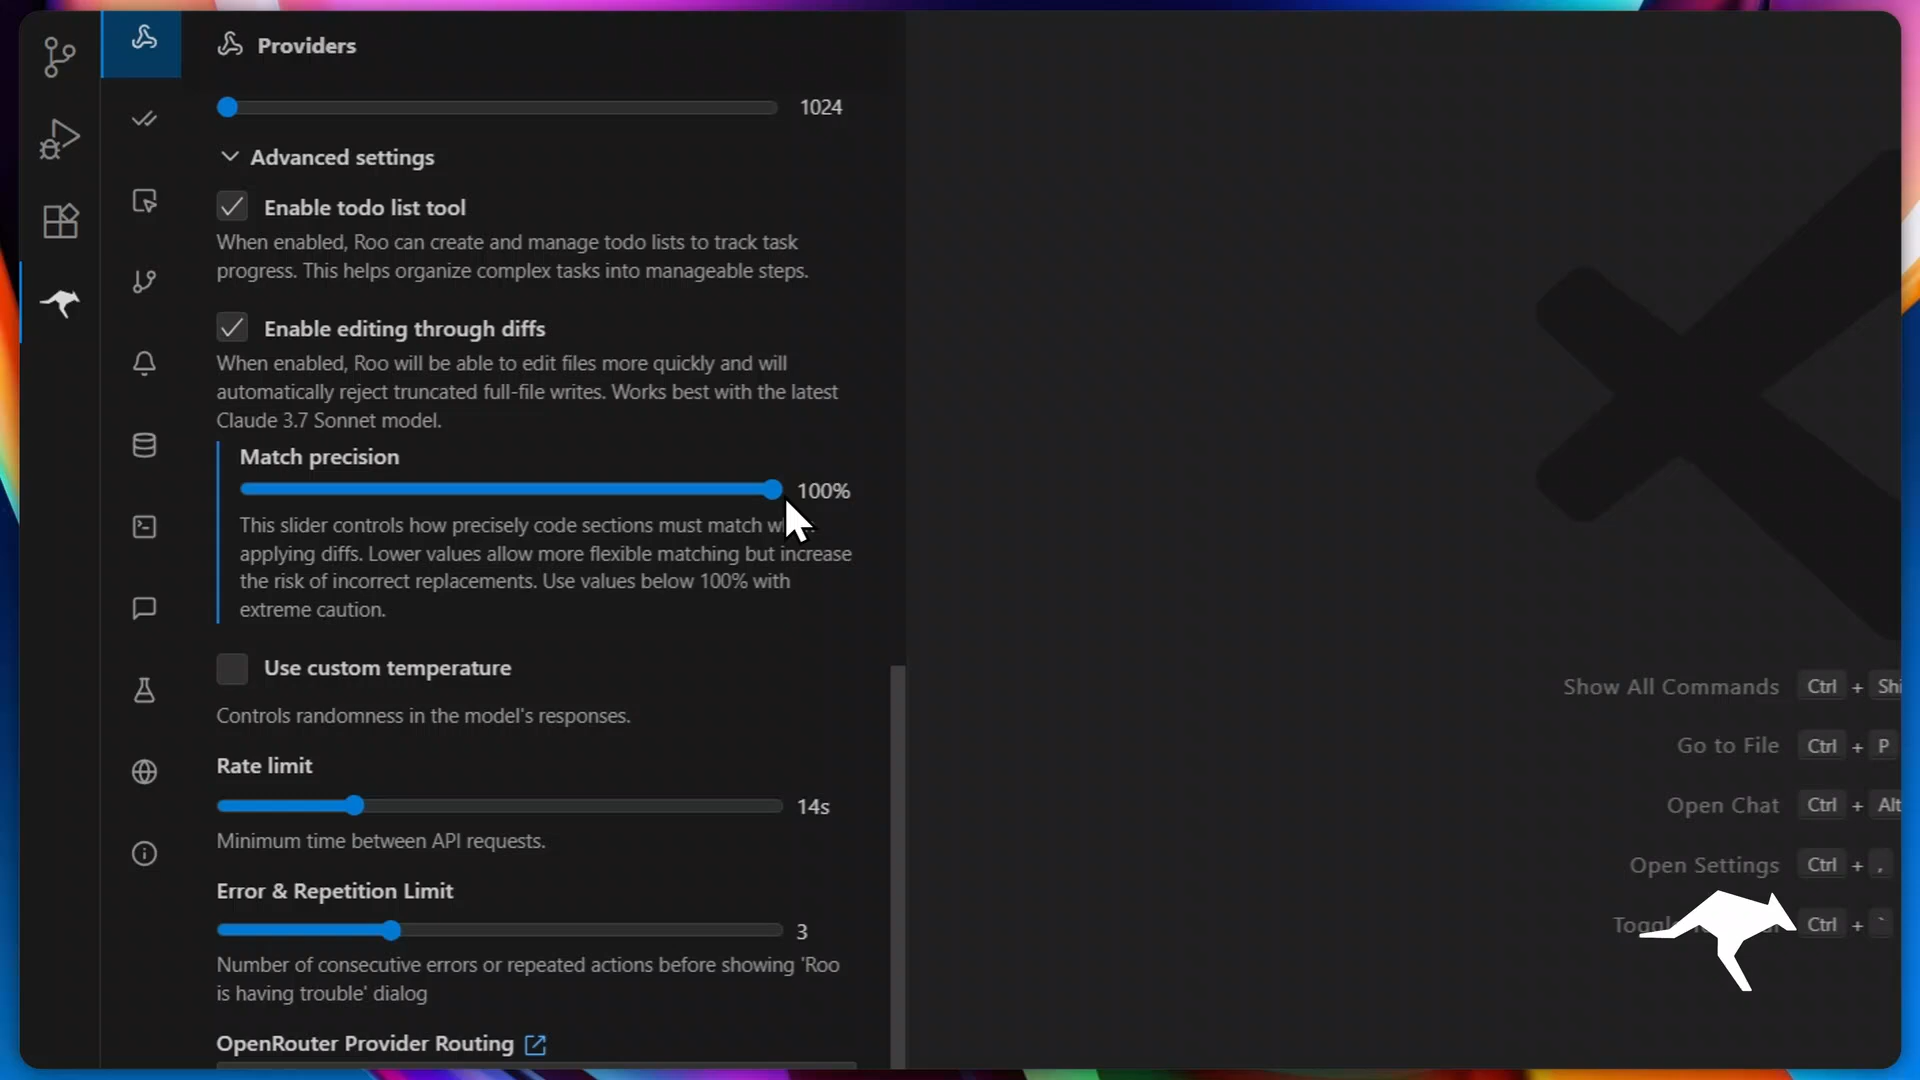 Providers
1024
Advanced settings
Enable todo list tool
When enabled, Roo can create and manage todo lists to track task
progress. This helps organize complex tasks into manageable steps.
Enable editing through diffs
When enabled, Roo will be able to edit files more quickly and will
automatically reject truncated full-file writes. Works best with the latest
Claude 3.7 Sonnet model.
Match precision
100%
This slider controls how precisely code sections must match
applying diffs. Lower values allow more flexible matching but increase
the risk of incorrect replacements. Use values below 100% with
extreme caution.
Use custom temperature
Controls randomness in the model's responses.
Rate limit
14s
Minimum time between API requests.
Error & Repetition Limit
3
Number of consecutive errors or repeated actions before showing 'Roo
is having trouble' dialog
OpenRouter Provider Routing
Show All Commands Ctrl +
Go to File Ctrl + P
Open Chat Ctrl + Alt
Open Settings Ctrl + ,
Ctrl + `